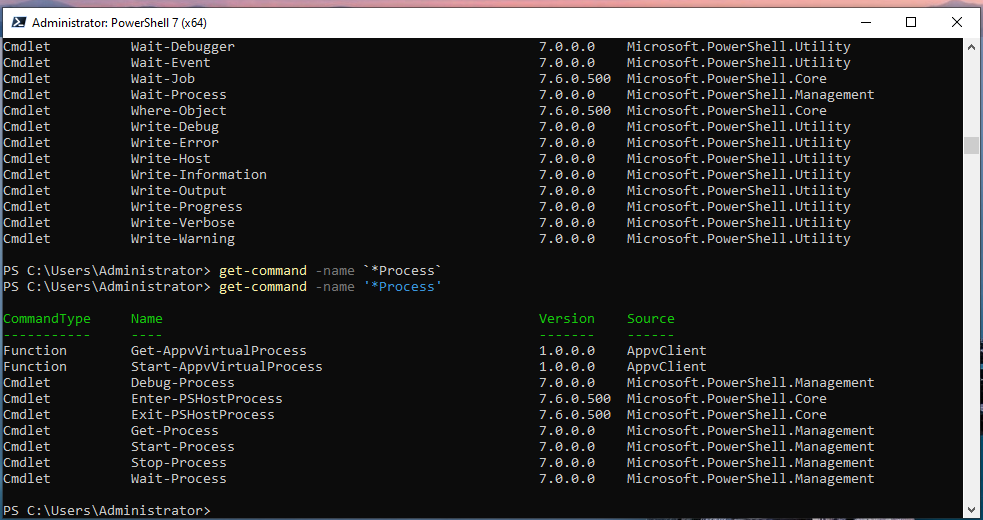 Administrator: PowerShell 7 (x64)
Cmdlet Wait-Debugger 7.0.0.0 Microsoft.PowerShell.Utility
Cmdlet Wait-Event 7.0.0.0 Microsoft.PowerShell.Utility
Cmdlet Wait-Job 7.6.0.500 Microsoft.PowerShell.Core
Cmdlet Wait-Process 7.0.0.0 Microsoft.PowerShell.Management
Cmdlet Where-Object 7.6.0.500 Microsoft.PowerShell.Core
Cmdlet Write-Debug 7.0.0.0 Microsoft.PowerShell.Utility
Cmdlet Write-Error 7.0.0.0 Microsoft.PowerShell.Utility
Cmdlet Write-Host 7.0.0.0 Microsoft.PowerShell.Utility
Cmdlet Write-Information 7.0.0.0 Microsoft.PowerShell.Utility
Cmdlet Write-Output 7.0.0.0 Microsoft.PowerShell.Utility
Cmdlet Write-Progress 7.0.0.0 Microsoft.PowerShell.Utility
Cmdlet Write-Verbose 7.0.0.0 Microsoft.PowerShell.Utility
Cmdlet Write-Warning 7.0.0.0 Microsoft.PowerShell.Utility
PS C:\Users\Administrator> get-command -name `*Process`
PS C:\Users\Administrator> get-command -name '*Process'
CommandType Name Version Source
----------- ---- ------- ------
Function Get-AppvVirtualProcess 1.0.0.0 AppvClient
Function Start-AppvVirtualProcess 1.0.0.0 AppvClient
Cmdlet Debug-Process 7.0.0.0 Microsoft.PowerShell.Management
Cmdlet Enter-PSHostProcess 7.6.0.500 Microsoft.PowerShell.Core
Cmdlet Exit-PSHostProcess 7.6.0.500 Microsoft.PowerShell.Core
Cmdlet Get-Process 7.0.0.0 Microsoft.PowerShell.Management
Cmdlet Start-Process 7.0.0.0 Microsoft.PowerShell.Management
Cmdlet Stop-Process 7.0.0.0 Microsoft.PowerShell.Management
Cmdlet Wait-Process 7.0.0.0 Microsoft.PowerShell.Management
PS C:\Users\Administrator>